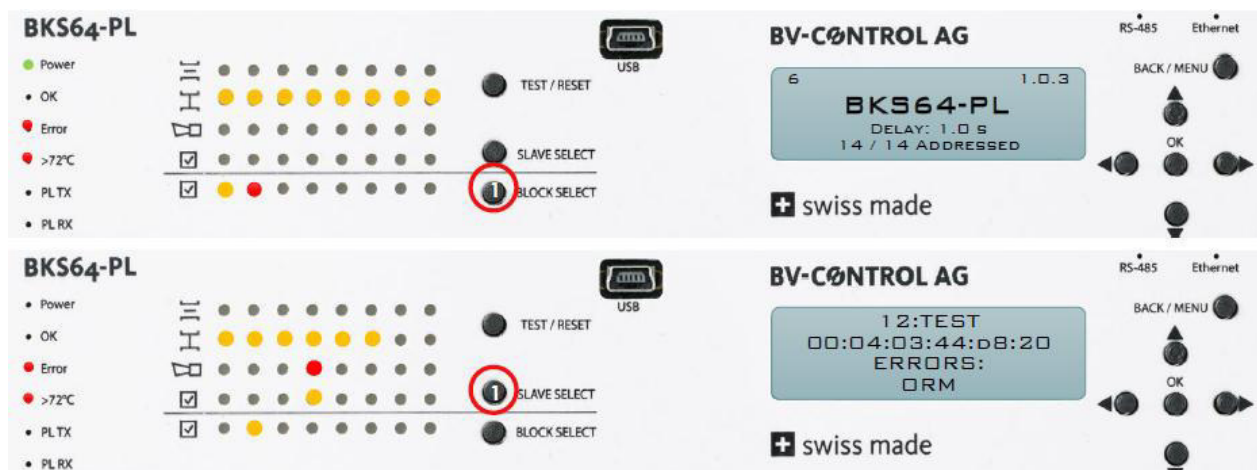 BKS64-PL
Power
OK
Error
>72°C
PL TX
PL RX
USB
TEST / RESET
SLAVE SELECT
1
BLOCK SELECT
BV-CØNTROL AG
6 1.0.3
BKS64-PL
DELAY: 1.0 s
14 / 14 ADDRESSED
swiss made
RS-485 Ethernet
BACK / MENU
OK
BKS64-PL
Power
OK
Error
>72°C
PL TX
PL RX
USB
TEST / RESET
1
SLAVE SELECT
BLOCK SELECT
BV-CØNTROL AG
12:TEST
00:04:03:44:D8:20
ERRORS:
ORM
swiss made
RS-485 Ethernet
BACK / MENU
OK